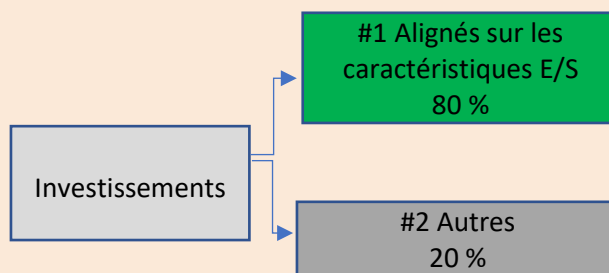 #1 Alignés sur les
caractéristiques E/S
80 %
Investissements
#2 Autres
20 %